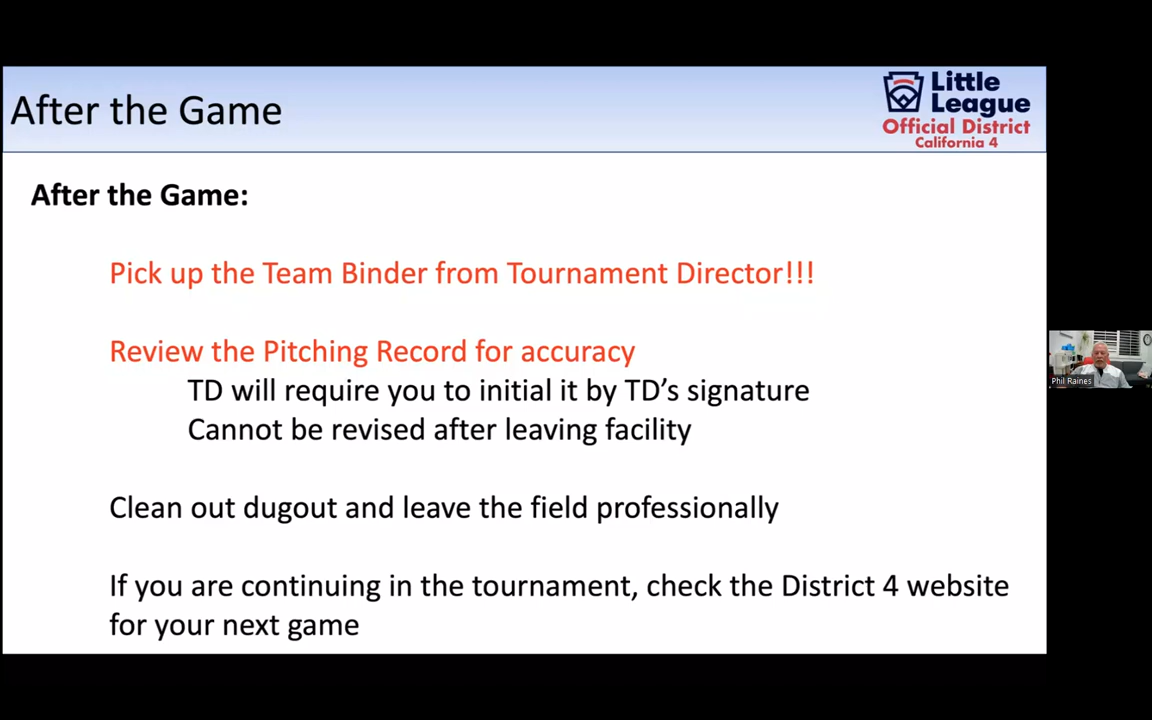 After the Game
Little
League
Official District
California 4
After the Game:
Pick up the Team Binder from Tournament Director!!!
Review the Pitching Record for accuracy
TD will require you to initial it by TD’s signature
Cannot be revised after leaving facility
Clean out dugout and leave the field professionally
If you are continuing in the tournament, check the District 4 website
for your next game
Phil Raines